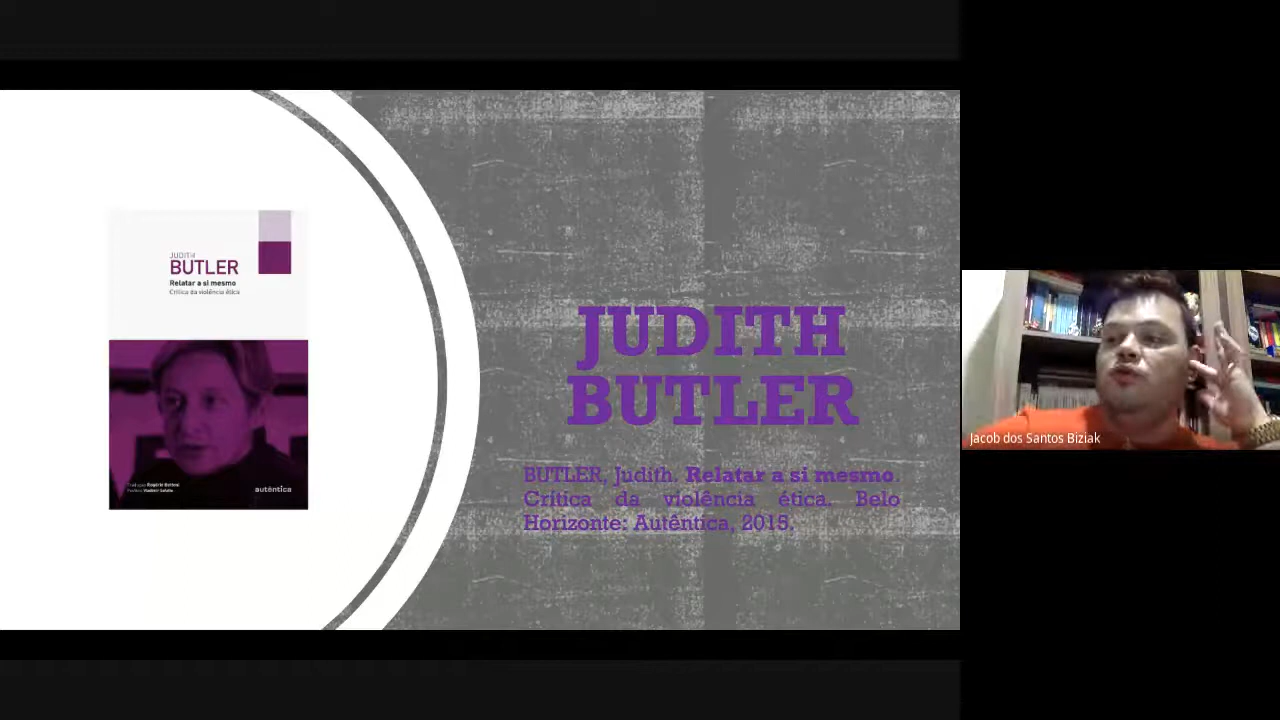 JUDITH
BUTLER
Relatar a si mesmo
Crítica da violência ética
autêntica
JUDITH
BUTLER
BUTLER, Judith. Relatar a si mesmo.
Crítica da violência ética. Belo
Horizonte: Autêntica, 2015.
Jacob dos Santos Biziak